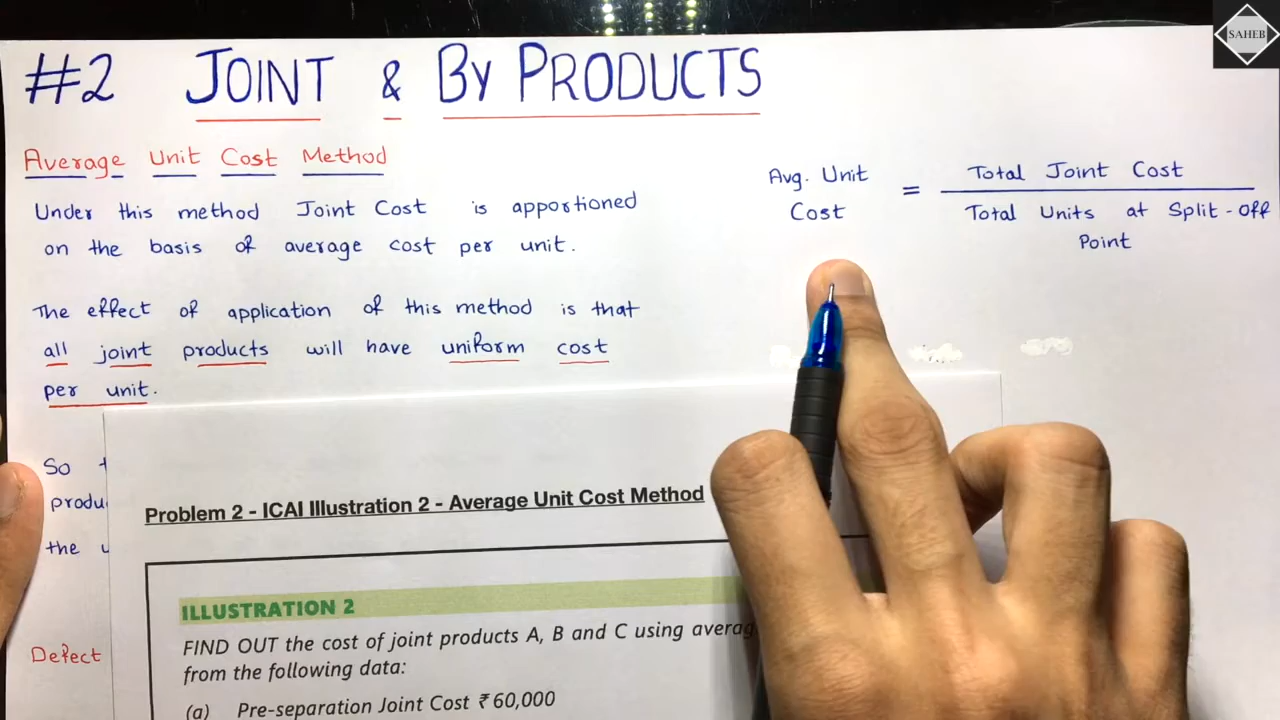 SAHEB
#2 JOINT & BY PRODUCTS
Average Unit Cost Method
Under this method Joint Cost is apportioned
on the basis of average cost per unit.
The effect of application of this method is that
all joint products will have uniform cost
per unit.
Avg. Unit
Cost
=
Total Joint Cost
Total Units at Split-Off
Point
So
produ
the
Defect
Problem 2 - ICAI Illustration 2 - Average Unit Cost Method
ILLUSTRATION 2
FIND OUT the cost of joint products A, B and C using averag
from the following data:
(a) Pre-separation Joint Cost ₹60,000